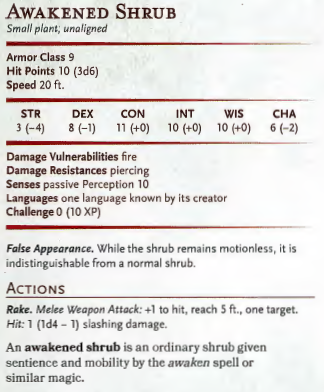 AWAKENED SHRUB
Small plant, unaligned
Armor Class 9
Hit Points 10 (3d6)
Speed 20 ft.
STR DEX CON INT WIS CHA
3 (−4) 8 (−1) 11 (+0) 10 (+0) 10 (+0) 6 (−2)
Damage Vulnerabilities fire
Damage Resistances piercing
Senses passive Perception 10
Languages one language known by its creator
Challenge 0 (10 XP)
False Appearance. While the shrub remains motionless, it is
indistinguishable from a normal shrub.
ACTIONS
Rake. Melee Weapon Attack: +1 to hit, reach 5 ft., one target.
Hit: 1 (1d4 − 1) slashing damage.
An awakened shrub is an ordinary shrub given
sentience and mobility by the awaken spell or
similar magic.